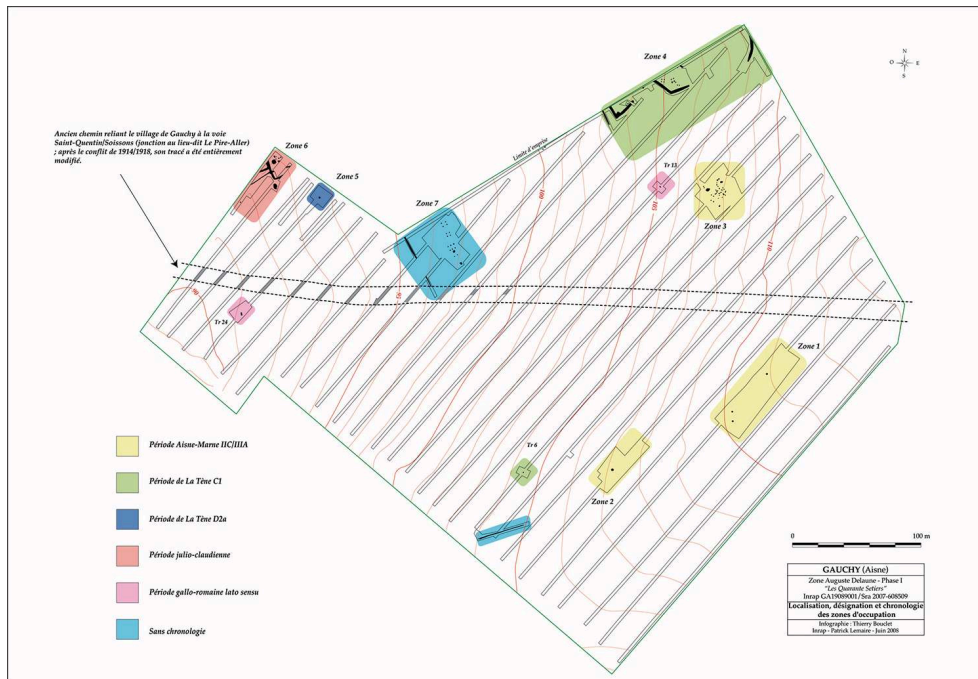 Zone 4
N
O
E
S
Ancien chemin reliant le village de Gauchy à la voie
Saint-Quentin/Soissons (jonction au lieu-dit Le Pire-Aller)
; après le conflit de 1914/1918, son tracé a été entièrement
modifié.
Limite d'emprise
Zone 6
Zone 5
Tr 13
100
105
Zone 7
Zone 3
110
90
95
Tr 24
Zone 1
Tr 6
Zone 2
Période Aisne-Marne IIC/IIIA
Période de La Tène C1
Période de La Tène D2a
Période julio-claudienne
Période gallo-romaine lato sensu
Sans chronologie
0
100 m
GAUCHY (Aisne)
Zone Auguste Delaune - Phase I
"Les Quarante Setiers"
Inrap GA19089001/Sra 2007-608509
Localisation, désignation et chronologie
des zones d'occupation
Infographie : Thierry Bouclet
Inrap - Patrick Lemaire - Juin 2008